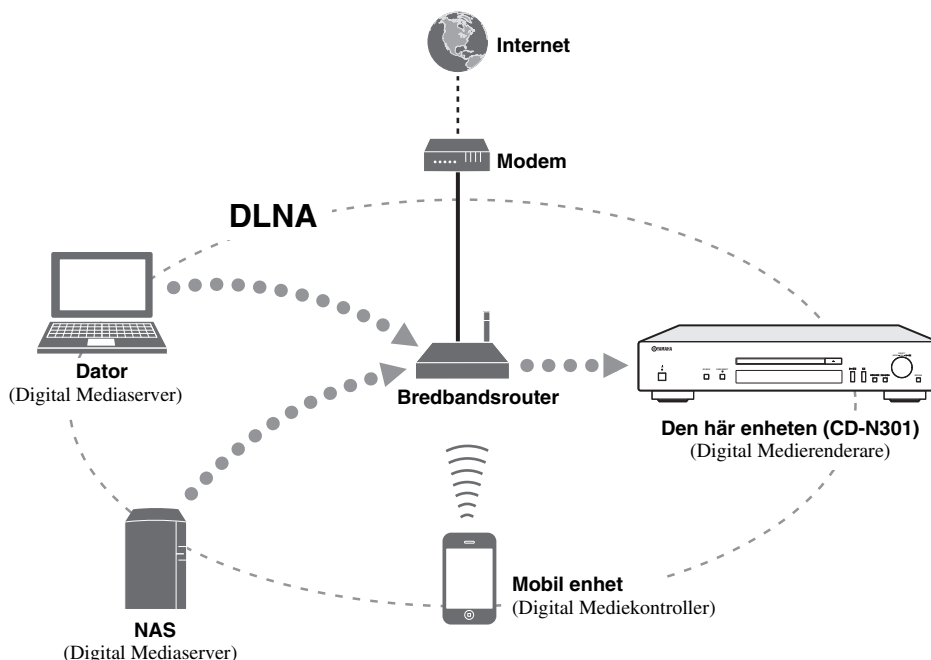 Internet
Modem
DLNA
Dator
(Digital Mediaserver)
Bredbandsrouter
YAMAHA
Den här enheten (CD-N301)
(Digital Medierenderare)
Mobil enhet
(Digital Mediekontroller)
NAS
(Digital Mediaserver)